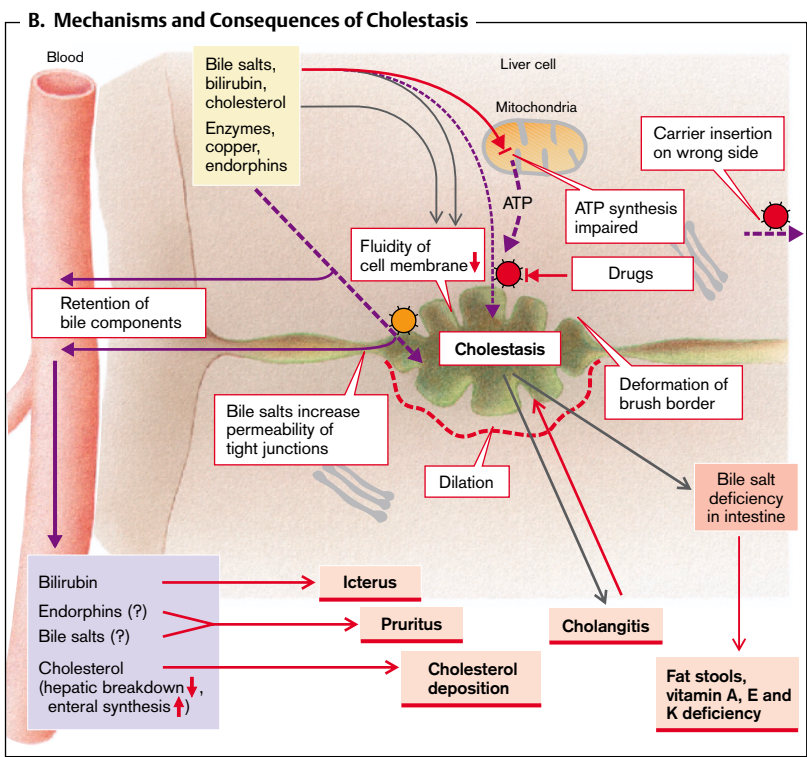 B. Mechanisms and Consequences of Cholestasis
Blood
Bile salts,
bilirubin,
cholesterol
Enzymes,
copper,
endorphins
Liver cell
Mitochondria
Carrier insertion
on wrong side
ATP
ATP synthesis
impaired
Fluidity of
cell membrane
Drugs
Retention of
bile components
Cholestasis
Deformation of
brush border
Bile salts increase
permeability of
tight junctions
Dilation
Bile salt
deficiency
in intestine
Bilirubin
Icterus
Endorphins (?)
Bile salts (?)
Pruritus
Cholangitis
Cholesterol
(hepatic breakdown ↓,
enteral synthesis ↑)
Cholesterol
deposition
Fat stools,
vitamin A, E and
K deficiency